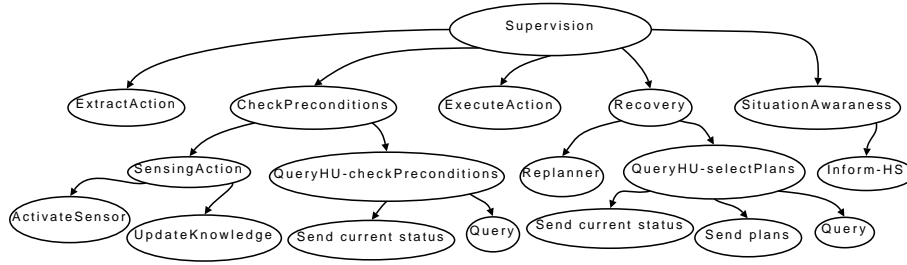 Supervision
ExtractAction
CheckPreconditions
ExecuteAction
Recovery
SituationAwaraness
SensingAction
QueryHU-checkPreconditions
Replanner
QueryHU-selectPlans
Inform-HS
ActivateSensor
UpdateKnowledge
Send current status
Query
Send current status
Send plans
Query